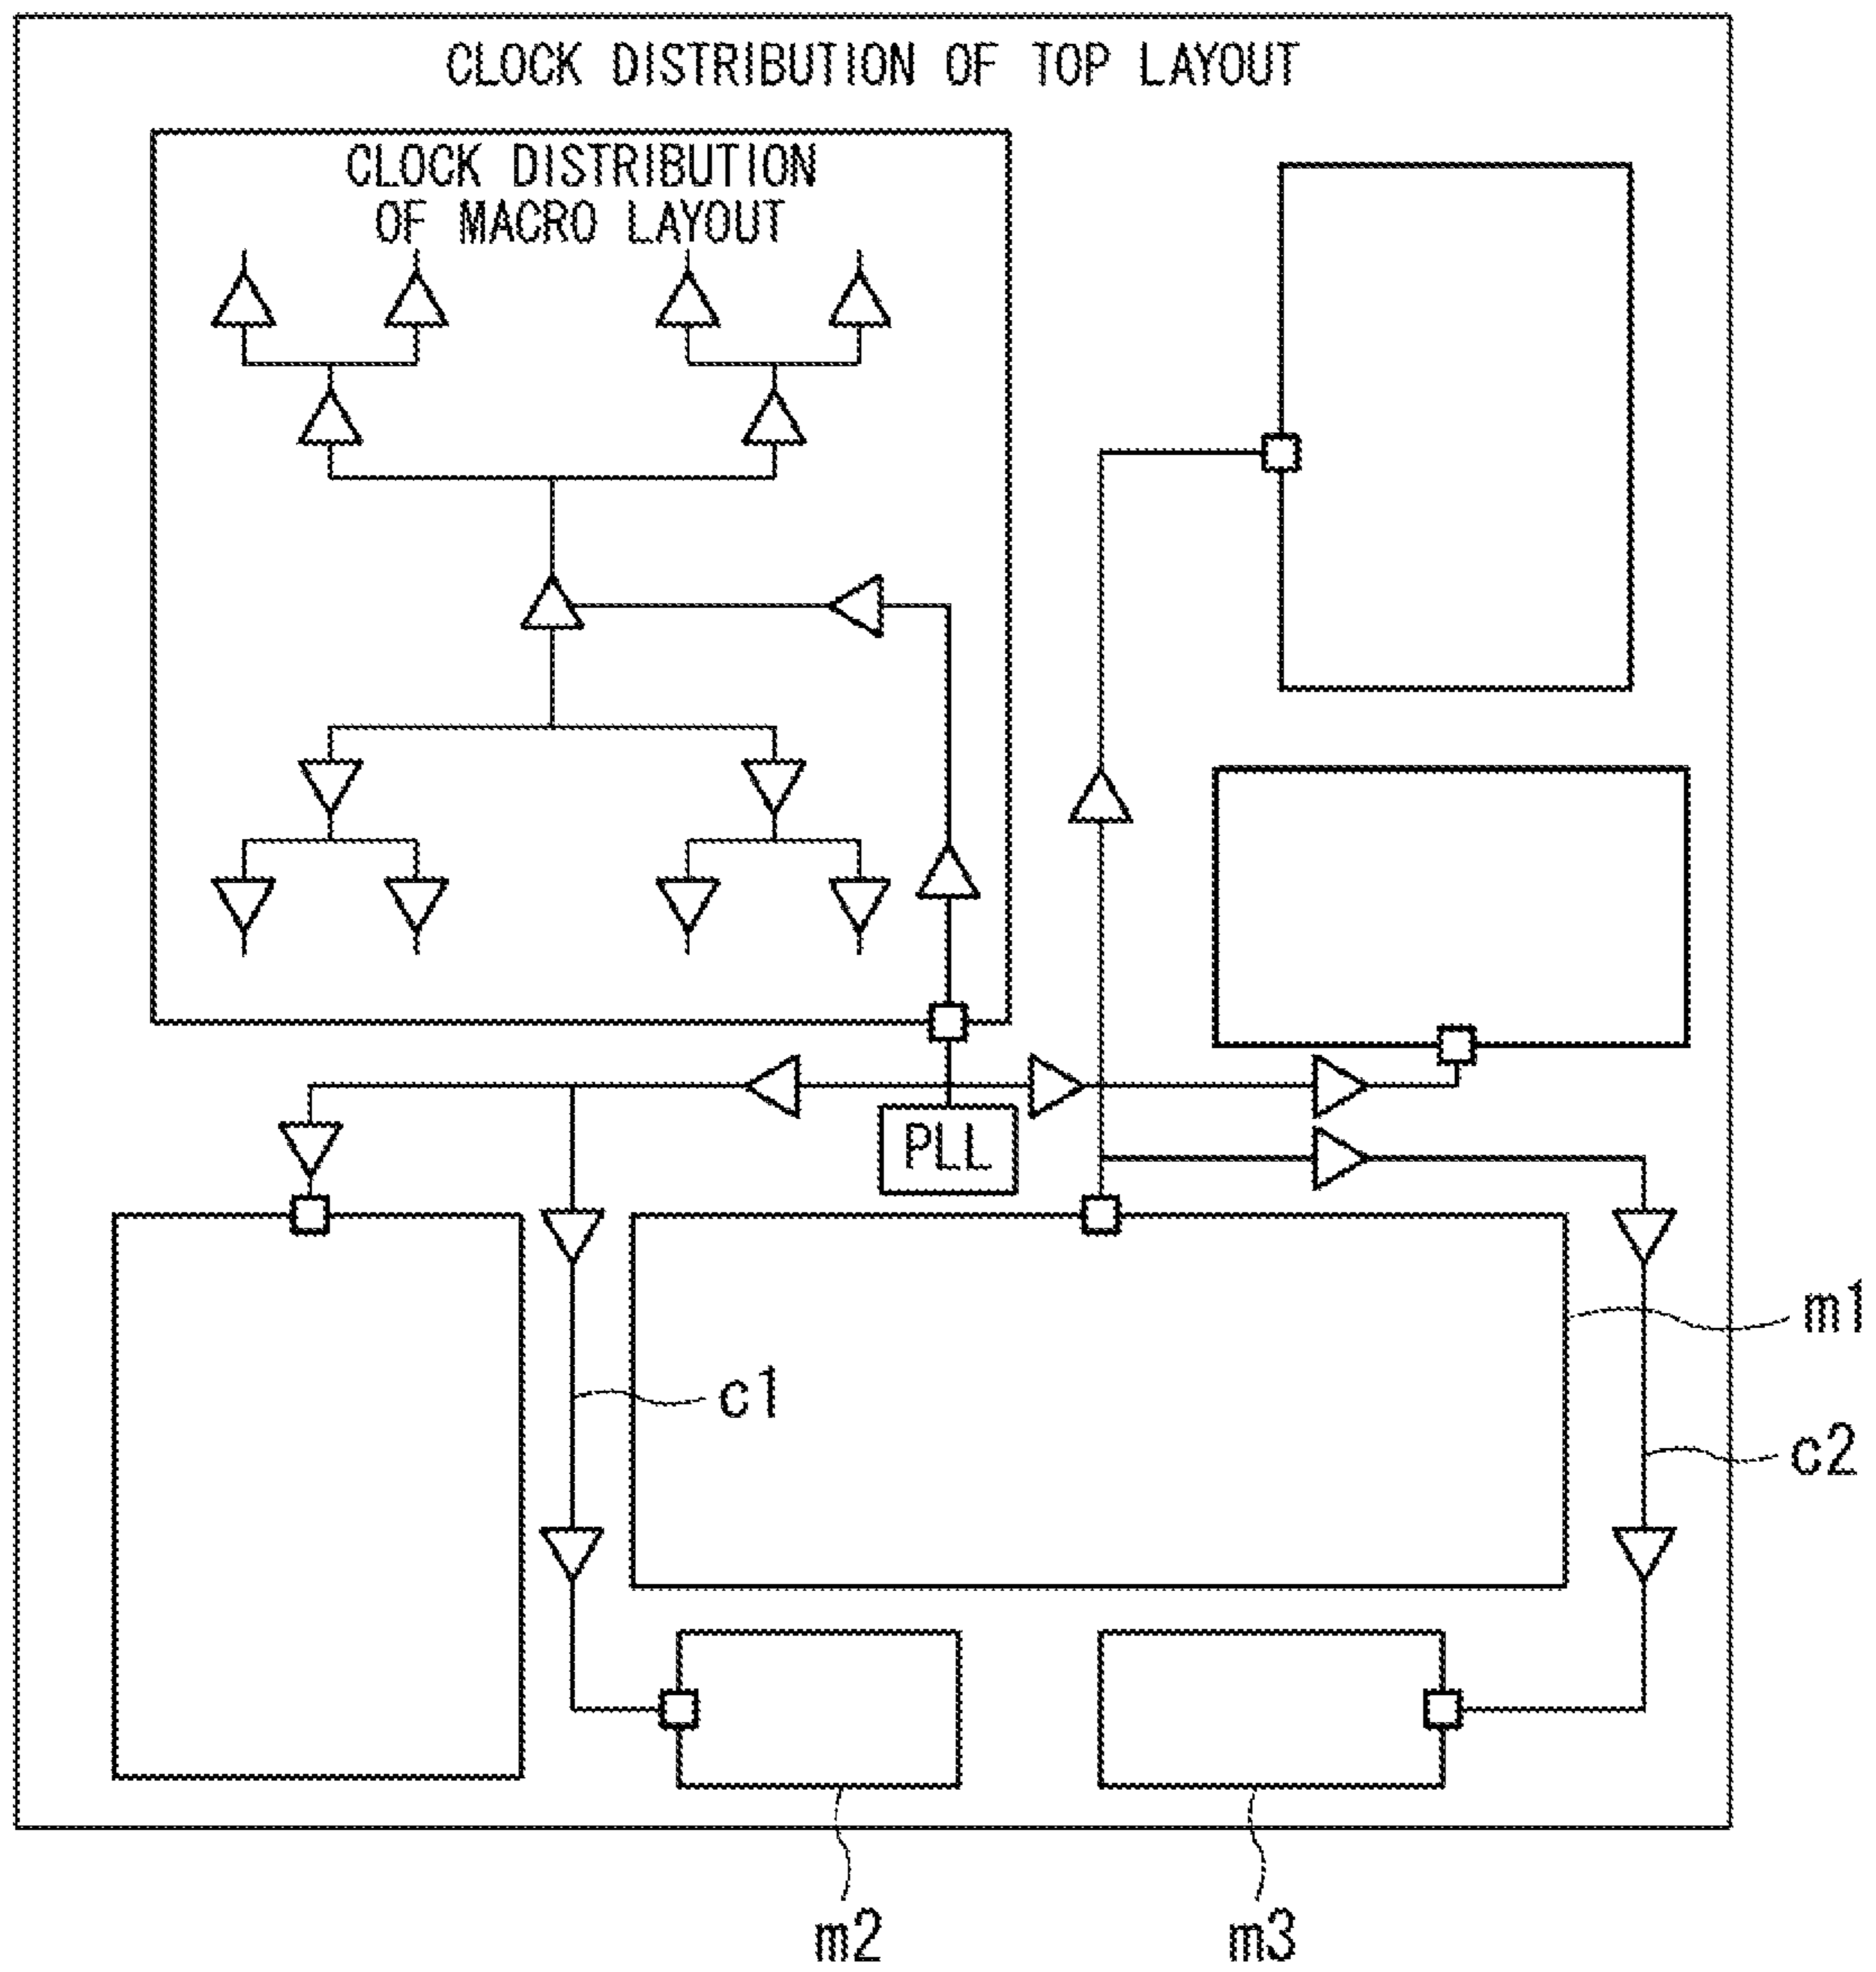 CLOCK DISTRIBUTION OF TOP LAYOUT
CLOCK DISTRIBUTION
OF MACRO LAYOUT
PLL
m1
c1
c2
m2
m3